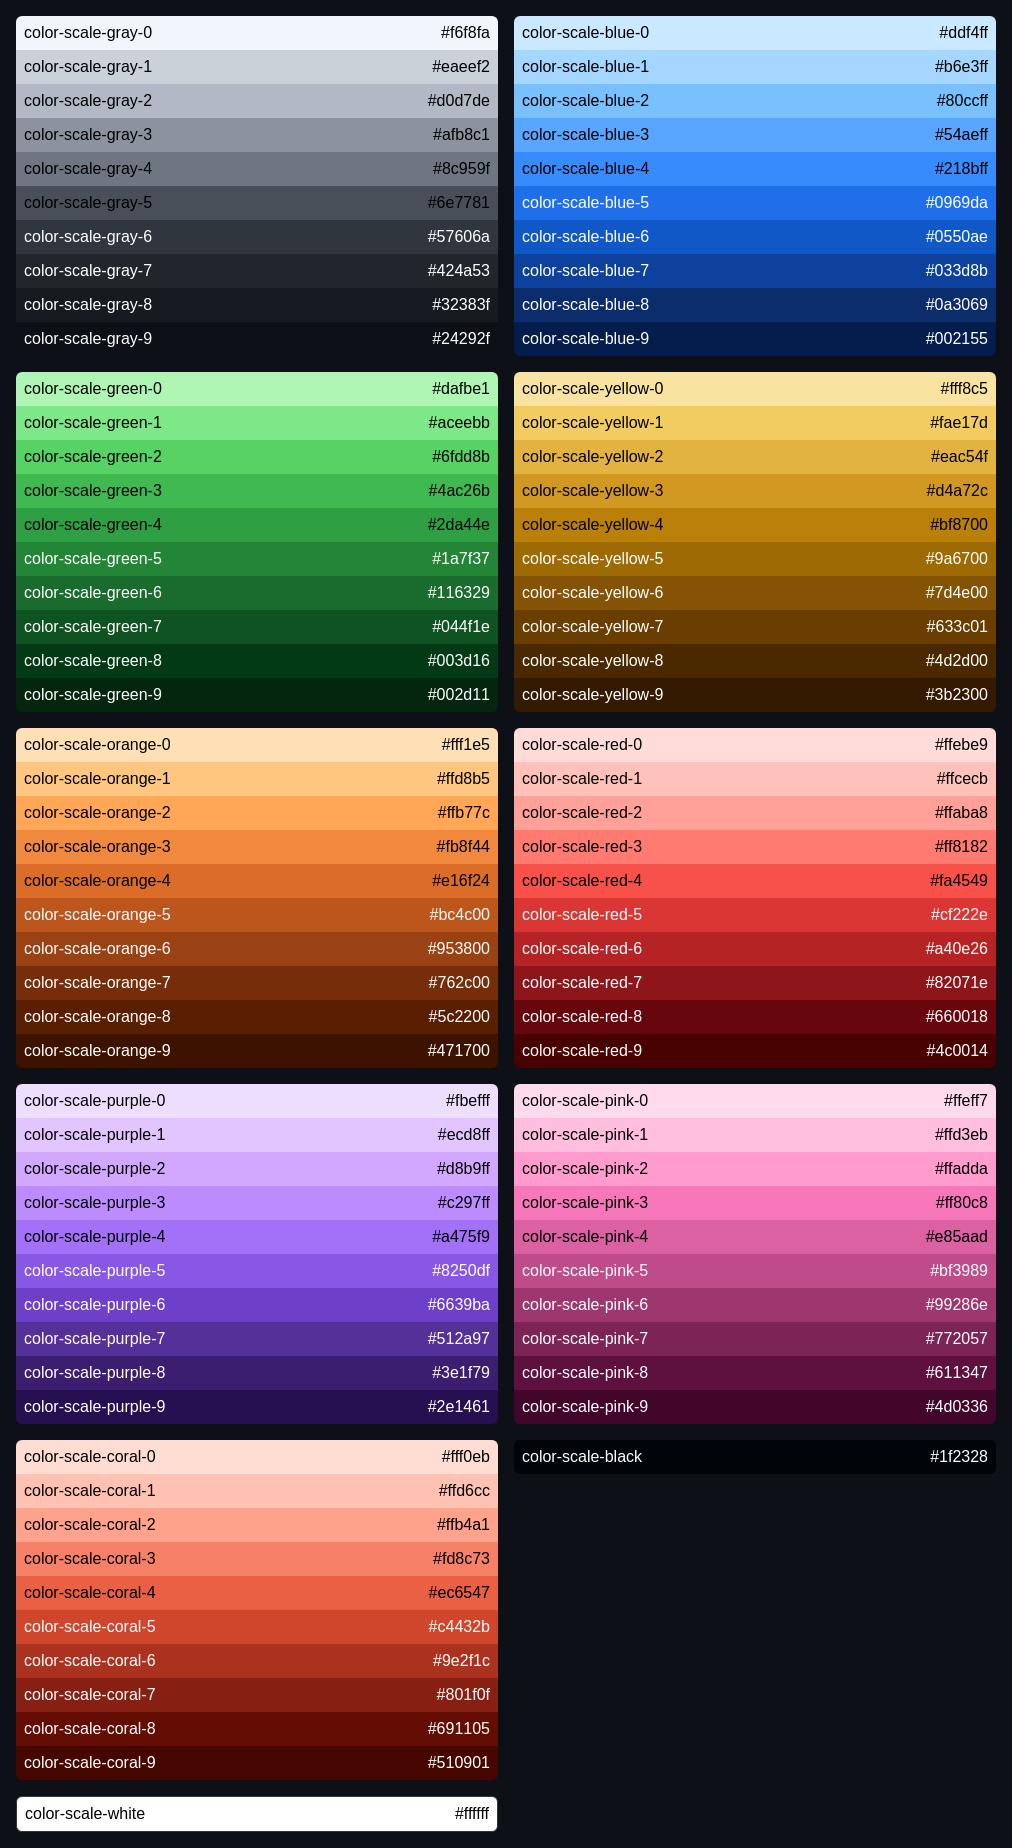 color-scale-gray-0 #f6f8fa
color-scale-gray-1 #eaeef2
color-scale-gray-2 #d0d7de
color-scale-gray-3 #afb8c1
color-scale-gray-4 #8c959f
color-scale-gray-5 #6e7781
color-scale-gray-6 #57606a
color-scale-gray-7 #424a53
color-scale-gray-8 #32383f
color-scale-gray-9 #24292f
color-scale-blue-0 #ddf4ff
color-scale-blue-1 #b6e3ff
color-scale-blue-2 #80ccff
color-scale-blue-3 #54aeff
color-scale-blue-4 #218bff
color-scale-blue-5 #0969da
color-scale-blue-6 #0550ae
color-scale-blue-7 #033d8b
color-scale-blue-8 #0a3069
color-scale-blue-9 #002155
color-scale-green-0 #dafbe1
color-scale-green-1 #aceebb
color-scale-green-2 #6fdd8b
color-scale-green-3 #4ac26b
color-scale-green-4 #2da44e
color-scale-green-5 #1a7f37
color-scale-green-6 #116329
color-scale-green-7 #044f1e
color-scale-green-8 #003d16
color-scale-green-9 #002d11
color-scale-yellow-0 #fff8c5
color-scale-yellow-1 #fae17d
color-scale-yellow-2 #eac54f
color-scale-yellow-3 #d4a72c
color-scale-yellow-4 #bf8700
color-scale-yellow-5 #9a6700
color-scale-yellow-6 #7d4e00
color-scale-yellow-7 #633c01
color-scale-yellow-8 #4d2d00
color-scale-yellow-9 #3b2300
color-scale-orange-0 #fff1e5
color-scale-orange-1 #ffd8b5
color-scale-orange-2 #ffb77c
color-scale-orange-3 #fb8f44
color-scale-orange-4 #e16f24
color-scale-orange-5 #bc4c00
color-scale-orange-6 #953800
color-scale-orange-7 #762c00
color-scale-orange-8 #5c2200
color-scale-orange-9 #471700
color-scale-red-0 #ffebe9
color-scale-red-1 #ffcecb
color-scale-red-2 #ffaba8
color-scale-red-3 #ff8182
color-scale-red-4 #fa4549
color-scale-red-5 #cf222e
color-scale-red-6 #a40e26
color-scale-red-7 #82071e
color-scale-red-8 #660018
color-scale-red-9 #4c0014
color-scale-purple-0 #fbefff
color-scale-purple-1 #ecd8ff
color-scale-purple-2 #d8b9ff
color-scale-purple-3 #c297ff
color-scale-purple-4 #a475f9
color-scale-purple-5 #8250df
color-scale-purple-6 #6639ba
color-scale-purple-7 #512a97
color-scale-purple-8 #3e1f79
color-scale-purple-9 #2e1461
color-scale-pink-0 #ffeff7
color-scale-pink-1 #ffd3eb
color-scale-pink-2 #ffadda
color-scale-pink-3 #ff80c8
color-scale-pink-4 #e85aad
color-scale-pink-5 #bf3989
color-scale-pink-6 #99286e
color-scale-pink-7 #772057
color-scale-pink-8 #611347
color-scale-pink-9 #4d0336
color-scale-coral-0 #fff0eb
color-scale-coral-1 #ffd6cc
color-scale-coral-2 #ffb4a1
color-scale-coral-3 #fd8c73
color-scale-coral-4 #ec6547
color-scale-coral-5 #c4432b
color-scale-coral-6 #9e2f1c
color-scale-coral-7 #801f0f
color-scale-coral-8 #691105
color-scale-coral-9 #510901
color-scale-black #1f2328
color-scale-white #ffffff